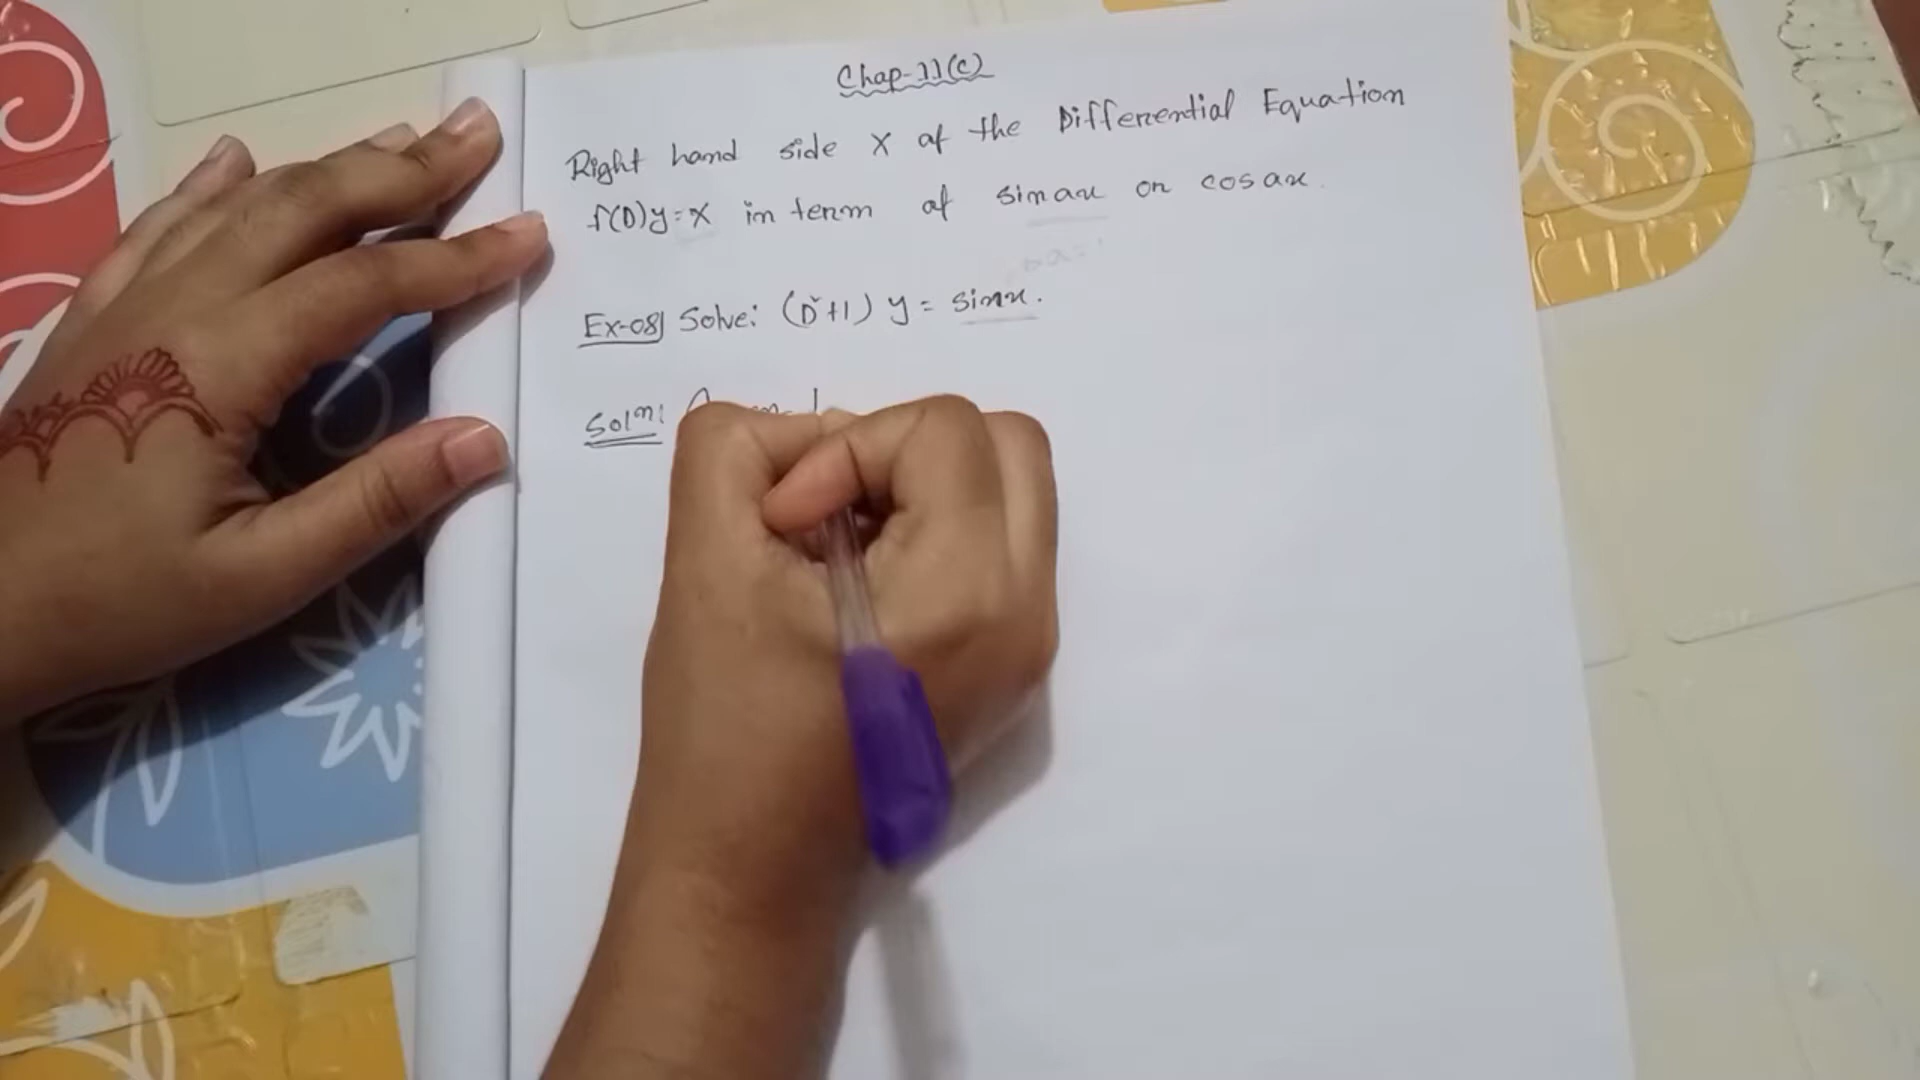 Chap-11(c)
Right hand side X of the Differential Equation
f(D)y=X in term of sinax or cosax.
Ex-08] Solve: (D²+1) y = sinx.
Solⁿ: